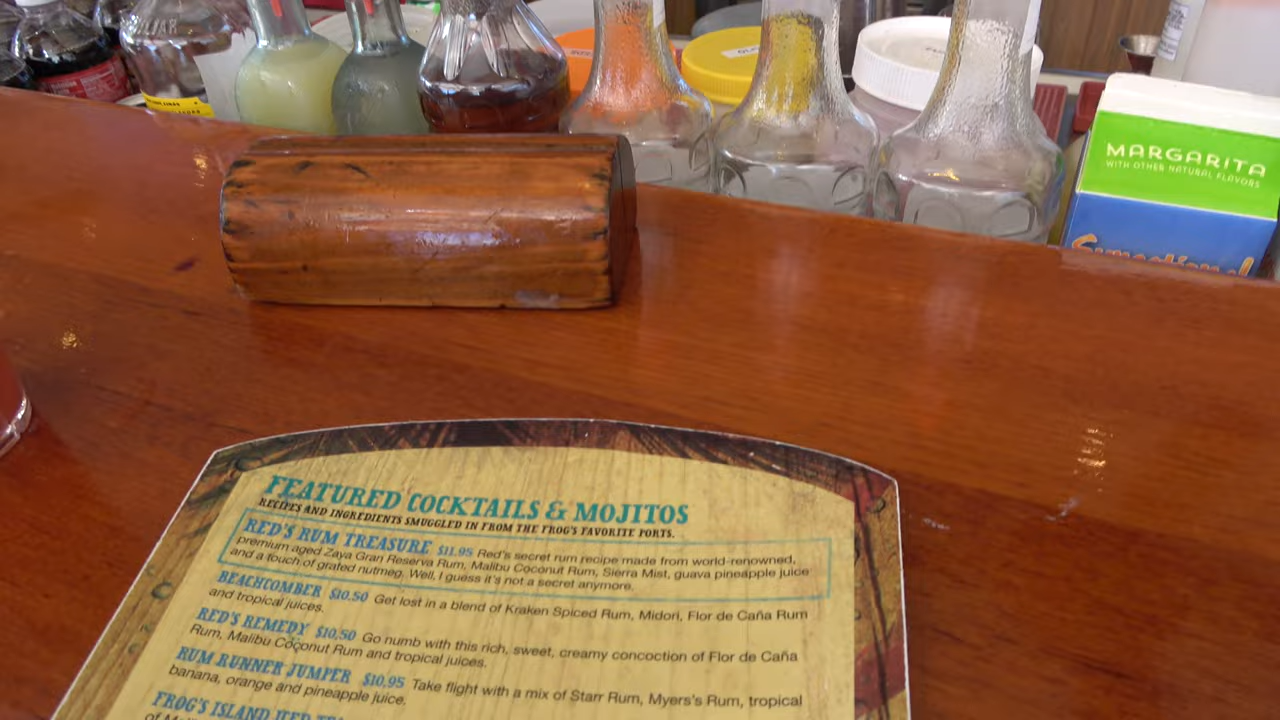 MARGARITA
WITH OTHER NATURAL FLAVORS
FEATURED COCKTAILS & MOJITOS
RECIPES AND INGREDIENTS SMUGGLED IN FROM THE FROG'S FAVORITE PORTS.
RED'S RUM TREASURE $11.95 Red's secret rum recipe made from world-renowned,
premium aged Zaya Gran Reserva Rum, Malibu Coconut Rum, Sierra Mist, guava pineapple juice
and a touch of grated nutmeg. Well, I guess it's not a secret anymore.
BEACHCOMBER $10.50 Get lost in a blend of Kraken Spiced Rum, Midori, Flor de Caña Rum
and tropical juices.
RED'S REMEDY $10.50 Go numb with this rich, sweet, creamy concoction of Flor de Caña
Rum, Malibu Coconut Rum and tropical juices.
RUM RUNNER JUMPER $10.95 Take flight with a mix of Starr Rum, Myers's Rum, tropical
banana, orange and pineapple juice.
FROG'S ISLAND ICED